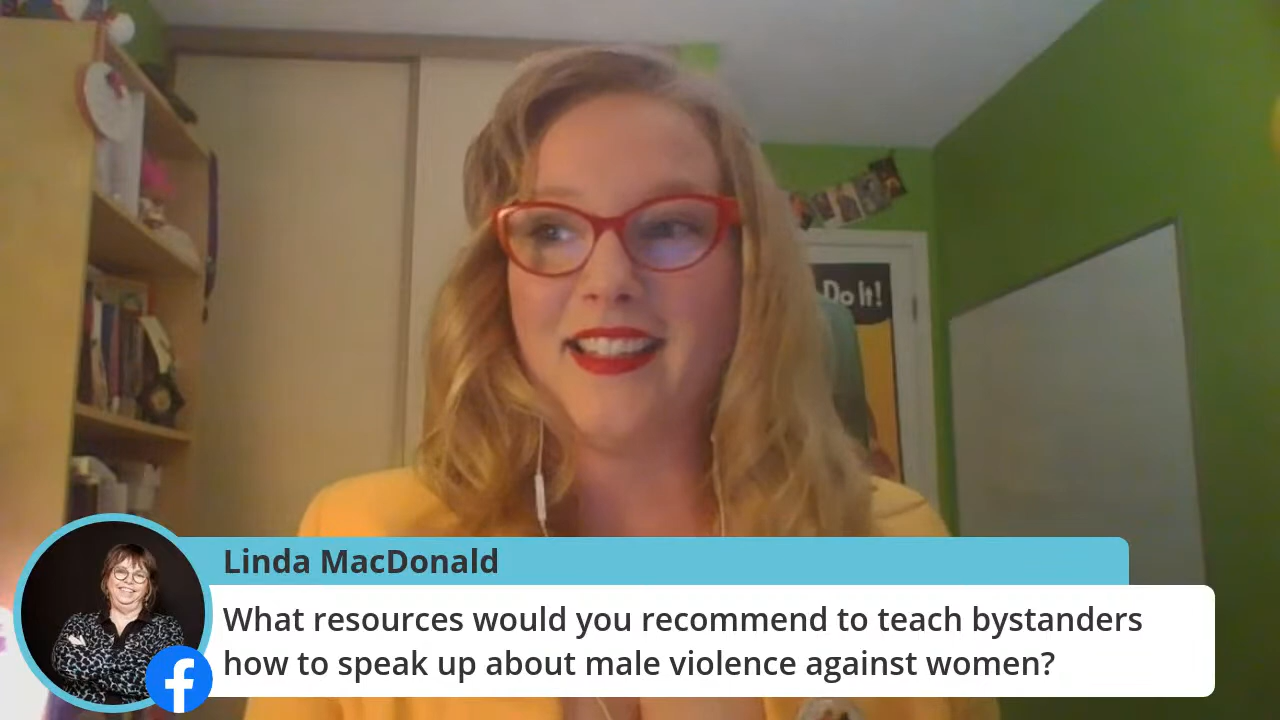 Do It!
Linda MacDonald
What resources would you recommend to teach bystanders
how to speak up about male violence against women?